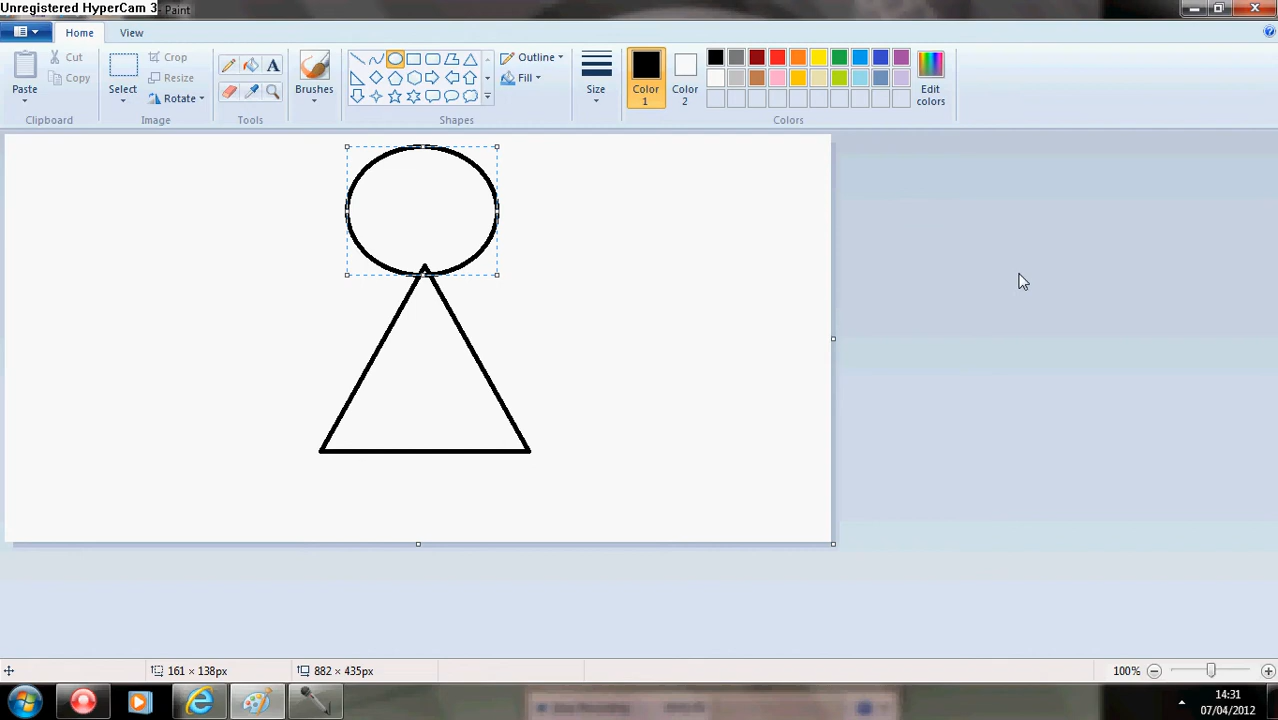 Unregistered HyperCam 3 - Paint
Home View
Paste Cut Copy
Clipboard
Select Crop Resize Rotate
Image
A
Tools
Brushes
Outline Fill
Shapes
Size
Color 1
Color 2
Edit colors
Colors
161 × 138px
882 × 435px
100%
14:31
07/04/2012